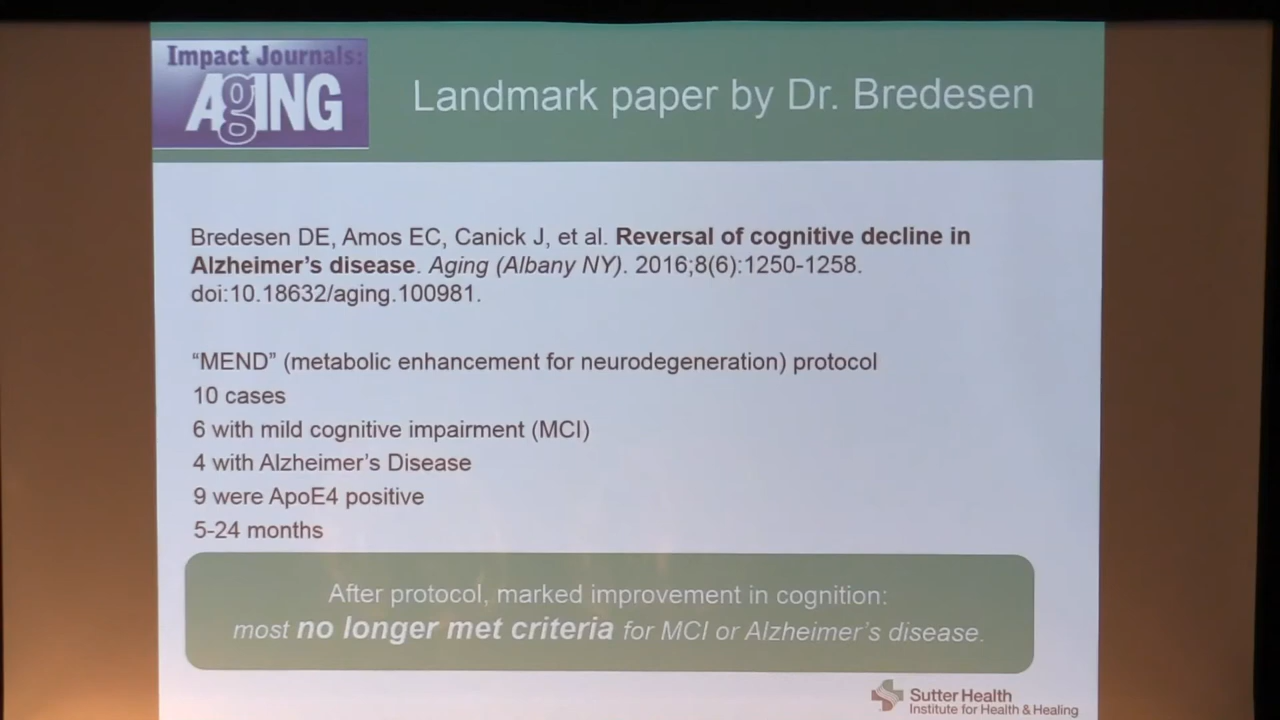 Impact Journals:
AgING
Landmark paper by Dr. Bredesen
Bredesen DE, Amos EC, Canick J, et al. Reversal of cognitive decline in
Alzheimer's disease. Aging (Albany NY). 2016;8(6):1250-1258.
doi:10.18632/aging.100981.
“MEND” (metabolic enhancement for neurodegeneration) protocol
10 cases
6 with mild cognitive impairment (MCI)
4 with Alzheimer's Disease
9 were ApoE4 positive
5-24 months
After protocol, marked improvement in cognition:
most no longer met criteria for MCI or Alzheimer's disease.
Sutter Health
Institute for Health & Healing